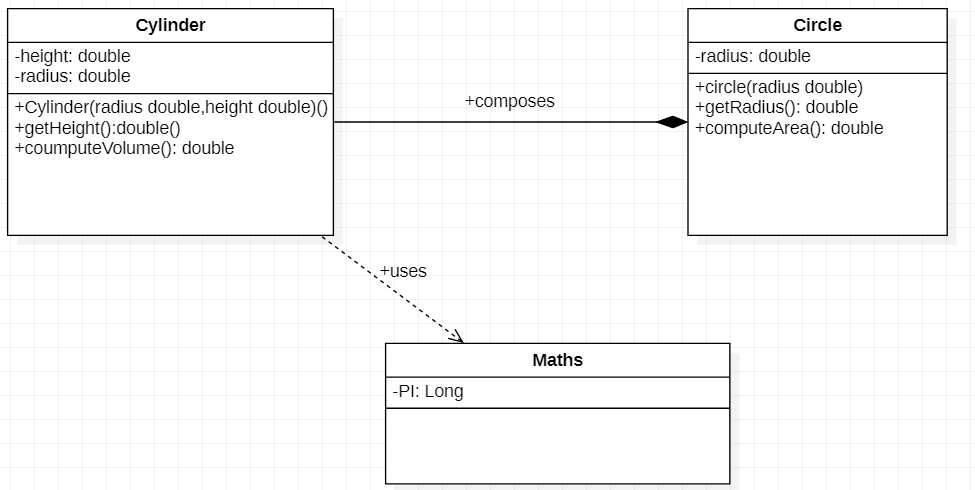 Cylinder
-height: double
-radius: double
+Cylinder(radius double,height double)()
+getHeight():double()
+coumputeVolume(): double
+composes
Circle
-radius: double
+circle(radius double)
+getRadius(): double
+computeArea(): double
+uses
Maths
-PI: Long